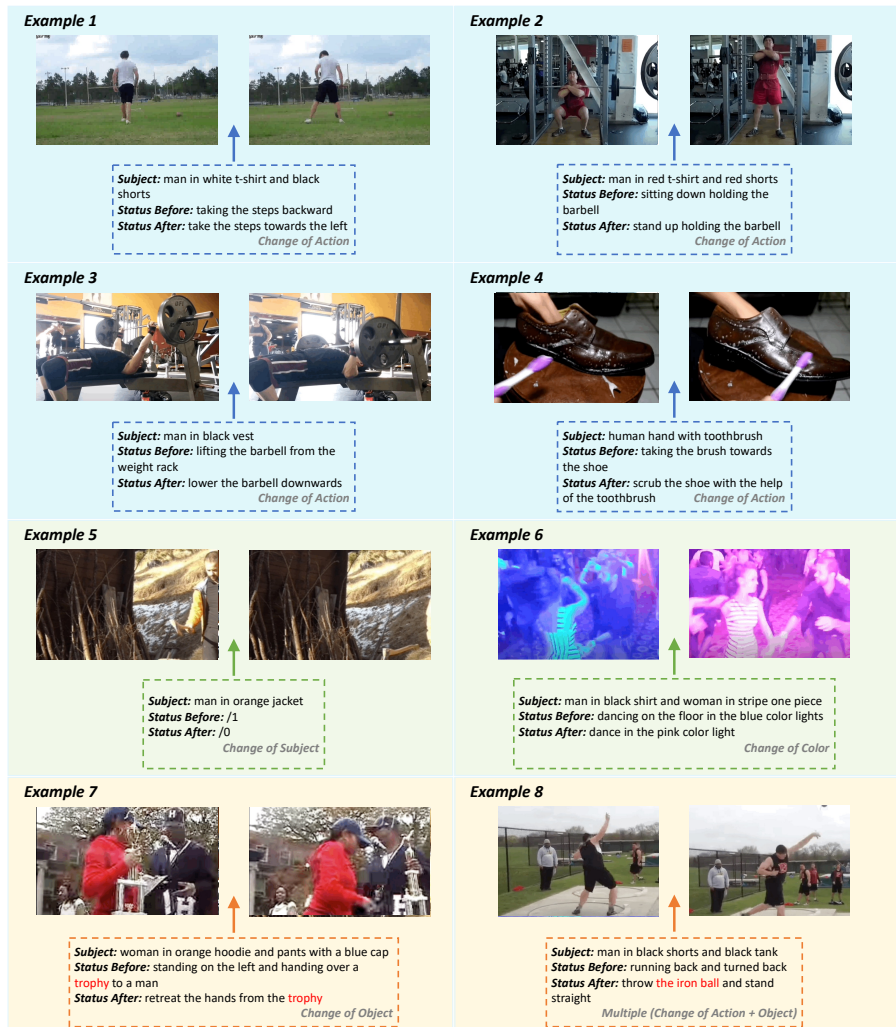 Example 1
Subject: man in white t-shirt and black
shorts
Status Before: taking the steps backward
Status After: take the steps towards the left
Change of Action
Example 2
Subject: man in red t-shirt and red shorts
Status Before: sitting down holding the
barbell
Status After: stand up holding the barbell
Change of Action
Example 3
Subject: man in black vest
Status Before: lifting the barbell from the
weight rack
Status After: lower the barbell downwards
Change of Action
Example 4
Subject: human hand with toothbrush
Status Before: taking the brush towards
the shoe
Status After: scrub the shoe with the help
of the toothbrush
Change of Action
Example 5
Subject: man in orange jacket
Status Before: /1
Status After: /0
Change of Subject
Example 6
Subject: man in black shirt and woman in stripe one piece
Status Before: dancing on the floor in the blue color lights
Status After: dance in the pink color light
Change of Color
Example 7
Subject: woman in orange hoodie and pants with a blue cap
Status Before: standing on the left and handing over a
trophy to a man
Status After: retreat the hands from the trophy
Change of Object
Example 8
Subject: man in black shorts and black tank
Status Before: running back and turned back
Status After: throw the iron ball and stand
straight
Multiple (Change of Action + Object)